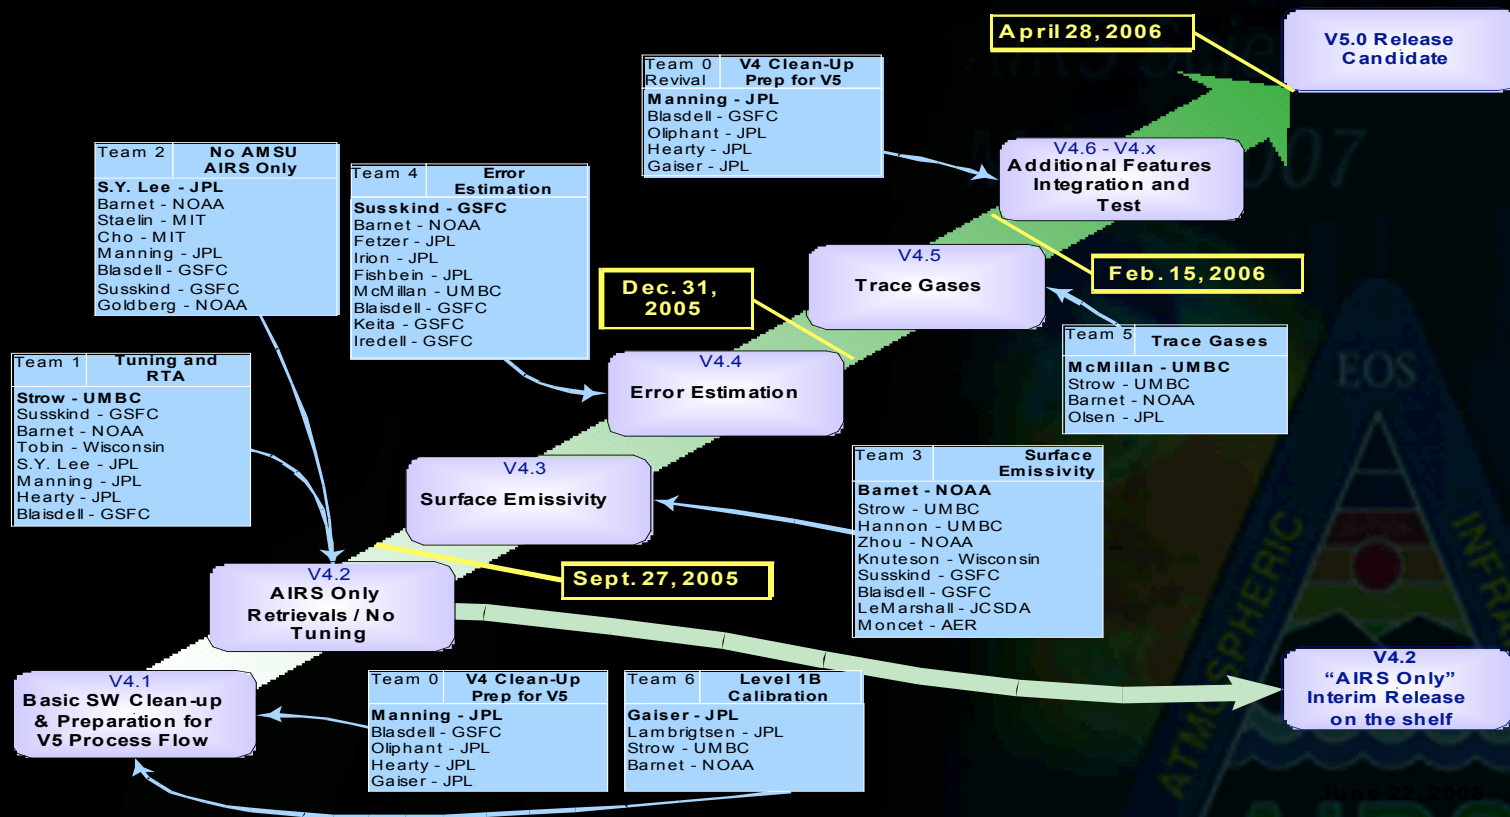 April 28, 2006
V5.0 Release
Candidate
Team 0
Revival
V4 Clean-Up
Prep for V5
Manning - JPL
Blasdell - GSFC
Oliphant - JPL
Hearty - JPL
Gaiser - JPL
V4.6 - V4.x
Additional Features
Integration and
Test
2007
Team 2
No AMSU
AIRS Only
S.Y. Lee - JPL
Barnet - NOAA
Staelin - MIT
Cho - MIT
Manning - JPL
Blasdell - GSFC
Susskind - GSFC
Goldberg - NOAA
Team 4
Error
Estimation
Susskind - GSFC
Barnet - NOAA
Fetzer - JPL
Irion - JPL
Fishbein - JPL
McMillan - UMBC
Blaisdell - GSFC
Keita - GSFC
Iredell - GSFC
V4.5
Trace Gases
Feb. 15, 2006
Dec. 31,
2005
Team 5
Trace Gases
McMillan - UMBC
Strow - UMBC
Barnet - NOAA
Olsen - JPL
Team 1
Tuning and
RTA
Strow - UMBC
Susskind - GSFC
Barnet - NOAA
Tobin - Wisconsin
S.Y. Lee - JPL
Manning - JPL
Hearty - JPL
Blaisdell - GSFC
V4.4
Error Estimation
EOS
V4.3
Surface Emissivity
Team 3
Surface
Emissivity
Barnet - NOAA
Strow - UMBC
Hannon - UMBC
Zhou - NOAA
Knuteson - Wisconsin
Susskind - GSFC
Blaisdell - GSFC
LeMarshall - JCSDA
Moncet - AER
V4.2
AIRS Only
Retrievals / No
Tuning
Sept. 27, 2005
ATMOSPHERIC
INFRA
V4.1
Basic SW Clean-up
& Preparation for
V5 Process Flow
Team 0
V4 Clean-Up
Prep for V5
Manning - JPL
Blasdell - GSFC
Oliphant - JPL
Hearty - JPL
Gaiser - JPL
Team 6
Level 1B
Calibration
Gaiser - JPL
Lambrigtsen - JPL
Strow - UMBC
Barnet - NOAA
V4.2
“AIRS Only”
Interim Release
on the shelf
June 22, 2005